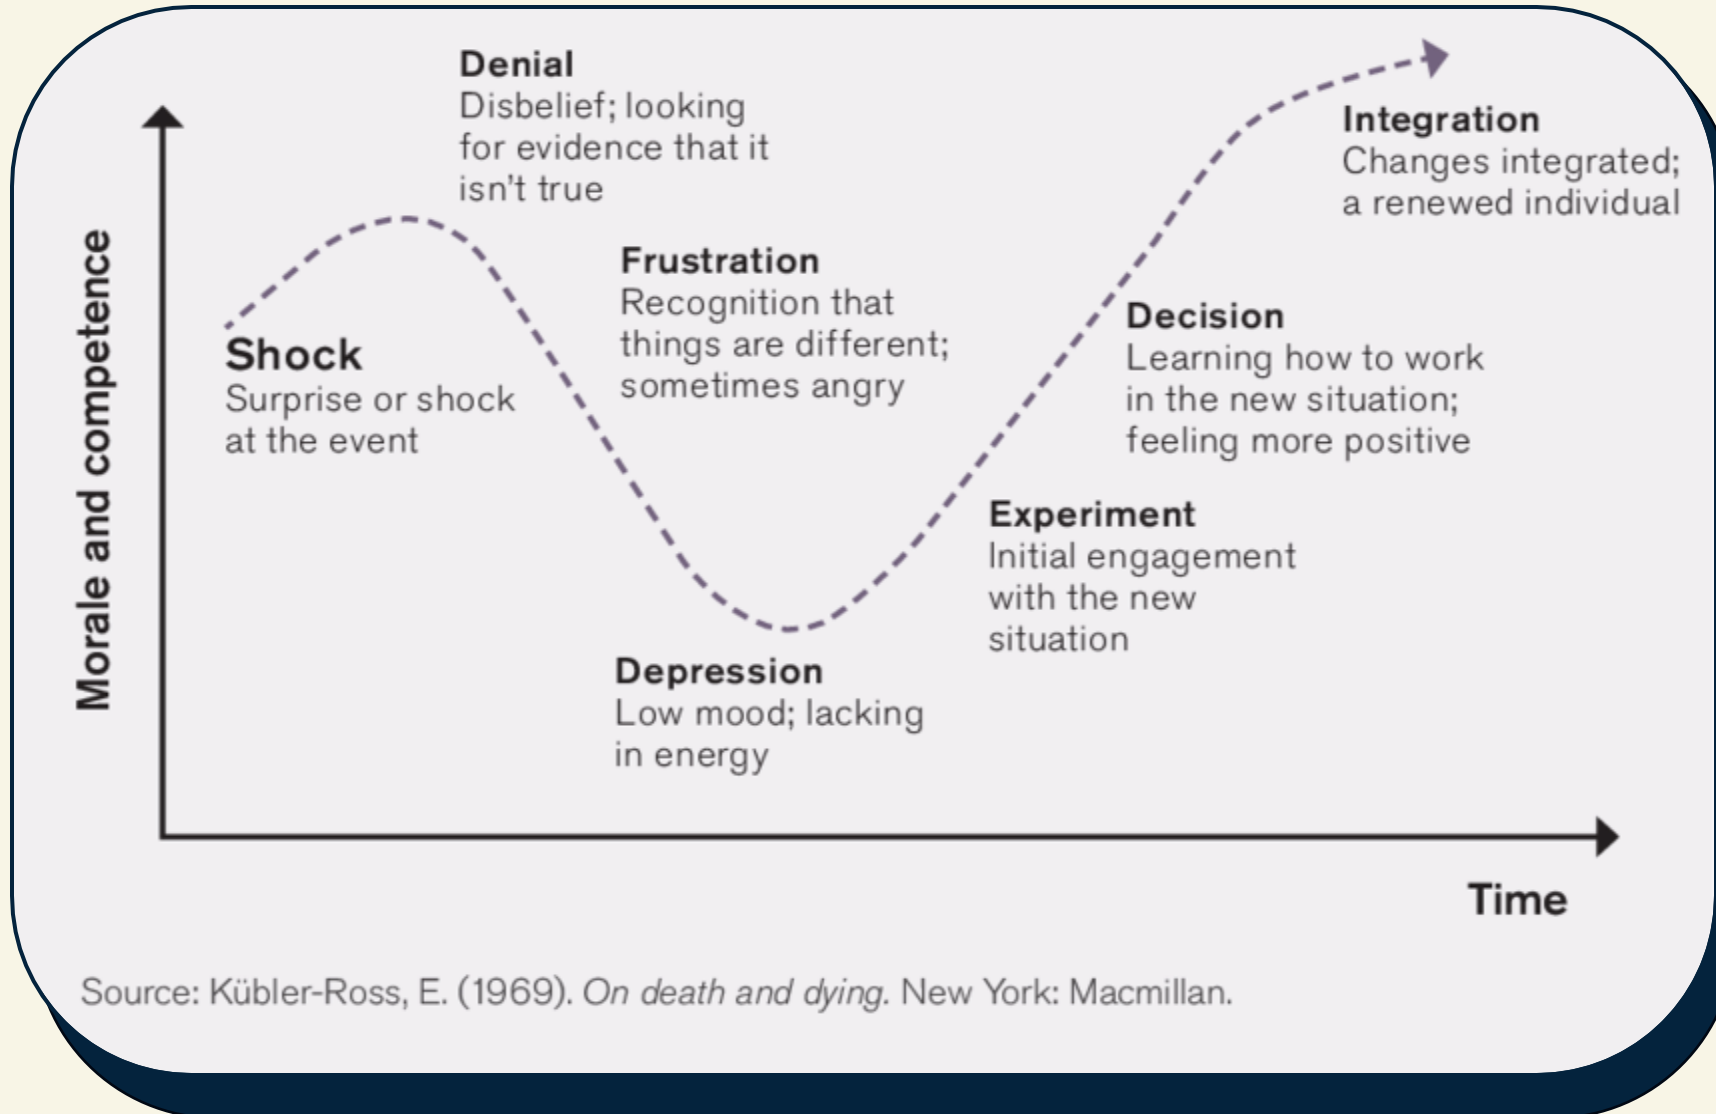 Denial
Disbelief; looking
for evidence that it
isn't true
Morale and competence
Shock
Surprise or shock
at the event
Frustration
Recognition that
things are different;
sometimes angry
Depression
Low mood; lacking
in energy
Experiment
Initial engagement
with the new
situation
Decision
Learning how to work
in the new situation;
feeling more positive
Integration
Changes integrated;
a renewed individual
Time
Source: Kübler-Ross, E. (1969). On death and dying. New York: Macmillan.